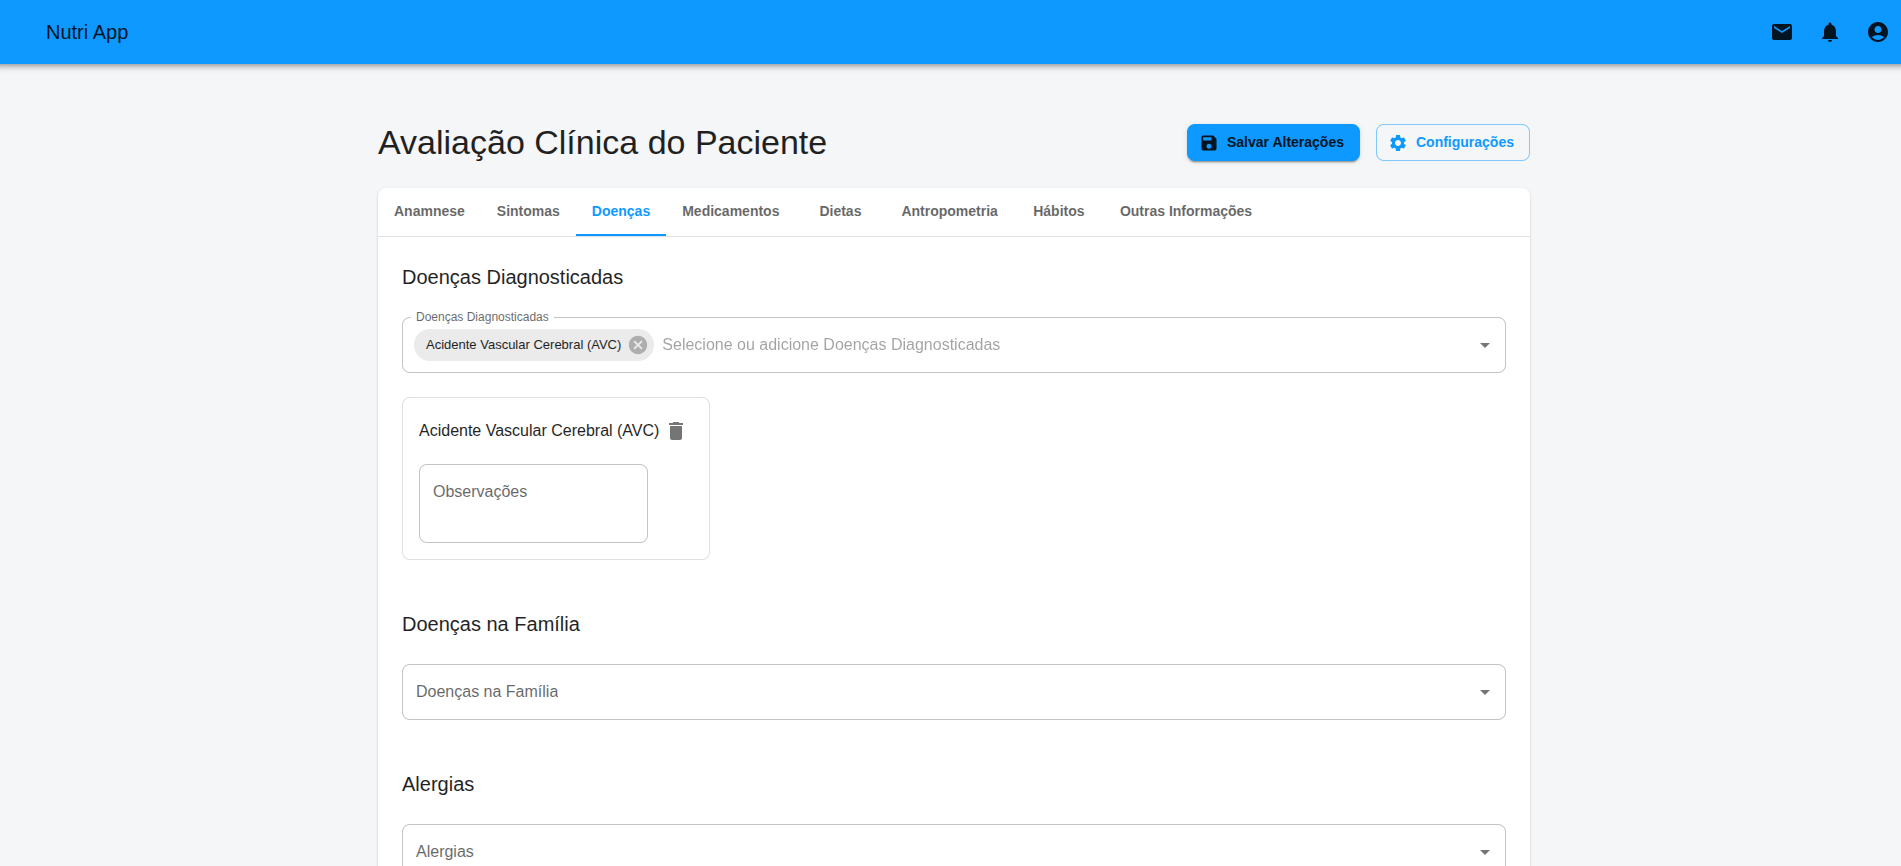 Nutri App
Avaliação Clínica do Paciente
Salvar Alterações
Configurações
Anamnese Sintomas Doenças Medicamentos Dietas Antropometria Hábitos Outras Informações
Doenças Diagnosticadas
Doenças Diagnosticadas
Acidente Vascular Cerebral (AVC) Selecione ou adicione Doenças Diagnosticadas
Acidente Vascular Cerebral (AVC)
Observações
Doenças na Família
Doenças na Família
Alergias
Alergias